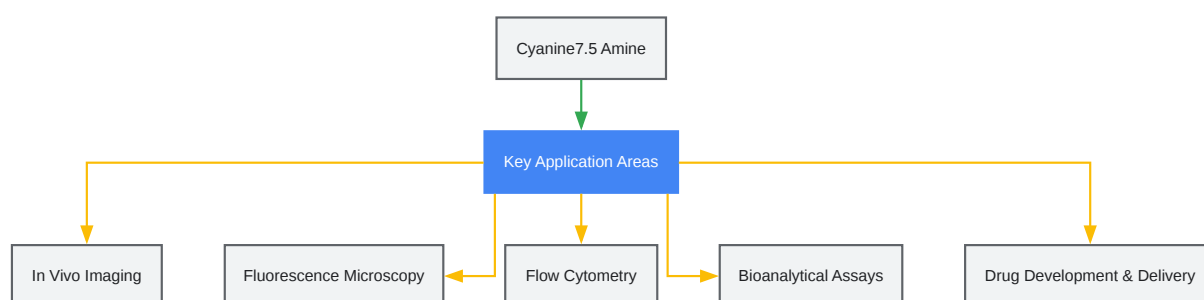 Cyanine7.5 Amine
Key Application Areas
In Vivo Imaging
Fluorescence Microscopy
Flow Cytometry
Bioanalytical Assays
Drug Development & Delivery